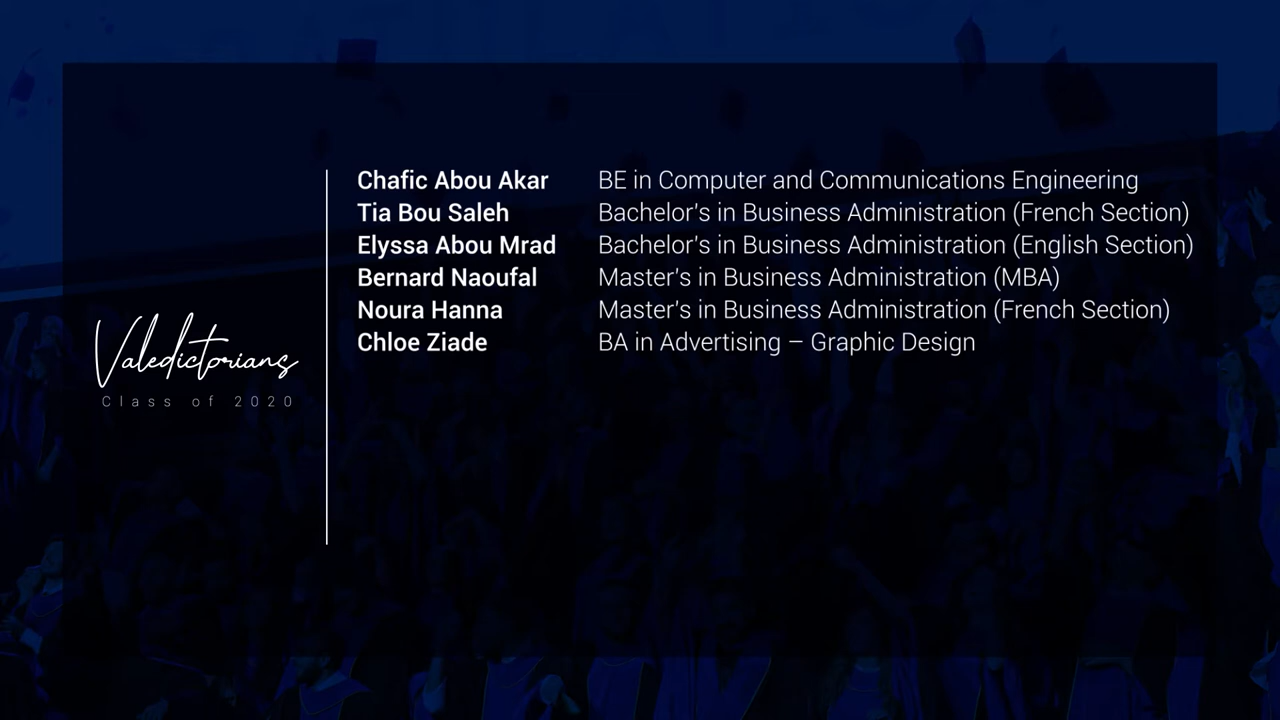 Valedictorians
Class of 2020
Chafic Abou Akar BE in Computer and Communications Engineering
Tia Bou Saleh Bachelor's in Business Administration (French Section)
Elyssa Abou Mrad Bachelor's in Business Administration (English Section)
Bernard Naoufal Master's in Business Administration (MBA)
Noura Hanna Master's in Business Administration (French Section)
Chloe Ziade BA in Advertising – Graphic Design